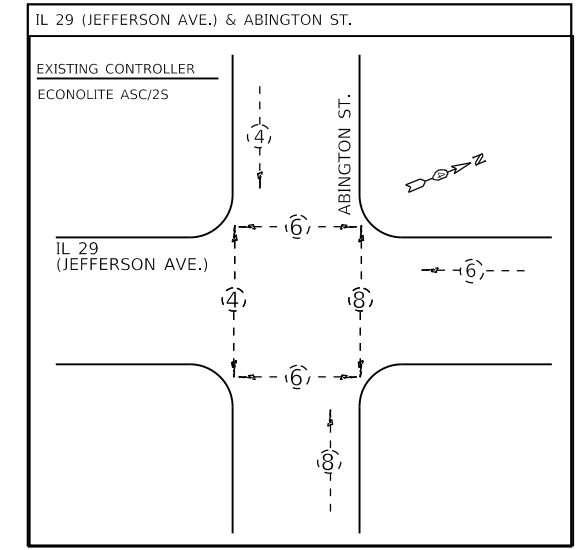 IL 29 (JEFFERSON AVE.) & ABINGTON ST.
EXISTING CONTROLLER
ECONOLITE ASC/2S
4
ABINGTON ST.
N
6
IL 29
(JEFFERSON AVE.)
6
4
8
6
8